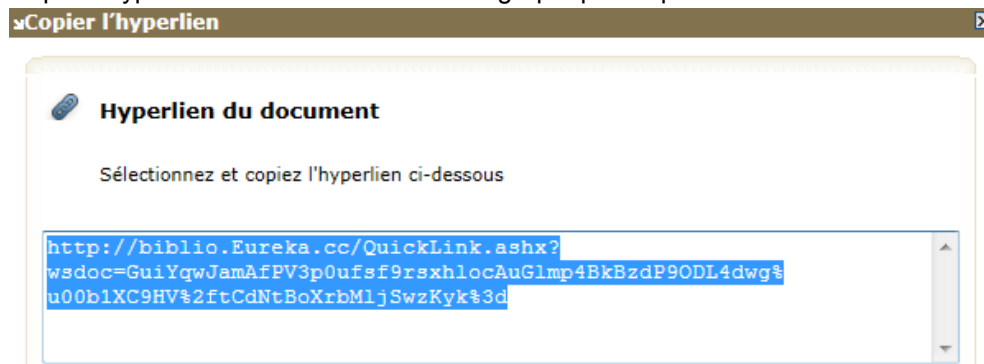 Copier l'hyperlien
Hyperlien du document
Sélectionnez et copiez l'hyperlien ci-dessous
http://biblio.Eureka.cc/QuickLink.ashx?
wsdoc=GuiYqwJamAfPV3p0ufsf9rsxhlocAuGlmp4BkBzdP9ODL4dwg%
u00b1XC9HV%2ftCdNtBoXrbMljSwzKyk%3d